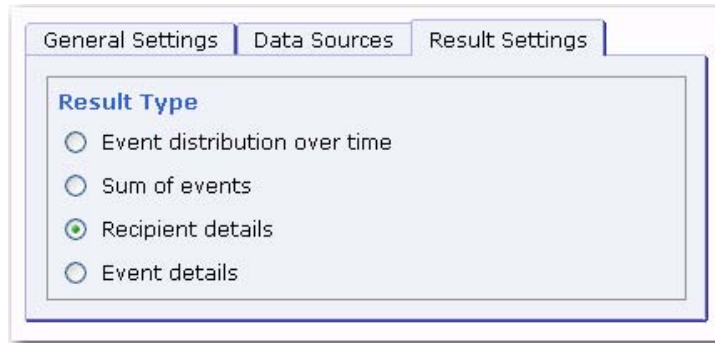 General Settings Data Sources Result Settings
Result Type
Event distribution over time
Sum of events
Recipient details
Event details